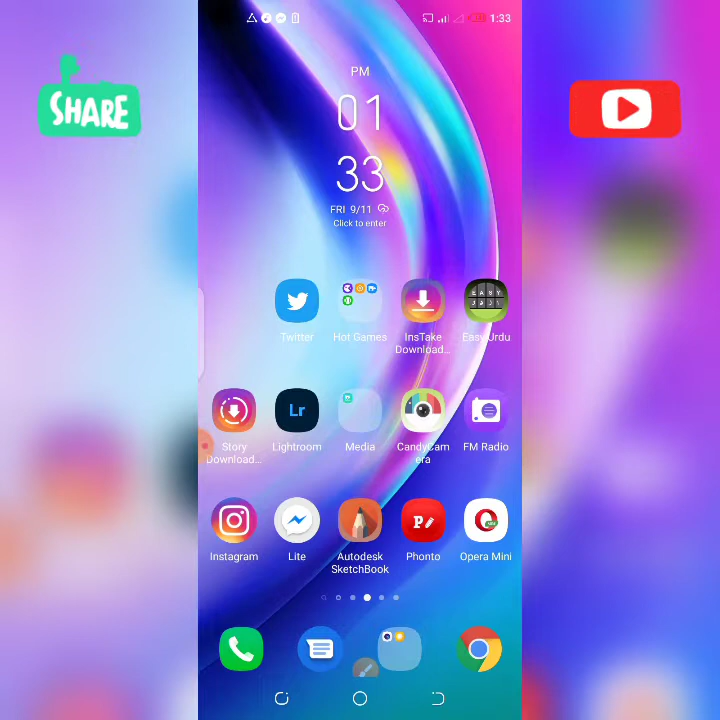 SHARE
1:33
PM
01
33
FRI 9/11
Click to enter
Twitter
Hot Games
InsTake
Download...
Easy Urdu
Story
Download...
Lr
Lightroom
Media
CandyCam
era
FM Radio
Instagram
Lite
Autodesk
SketchBook
P
Phonto
Opera Mini